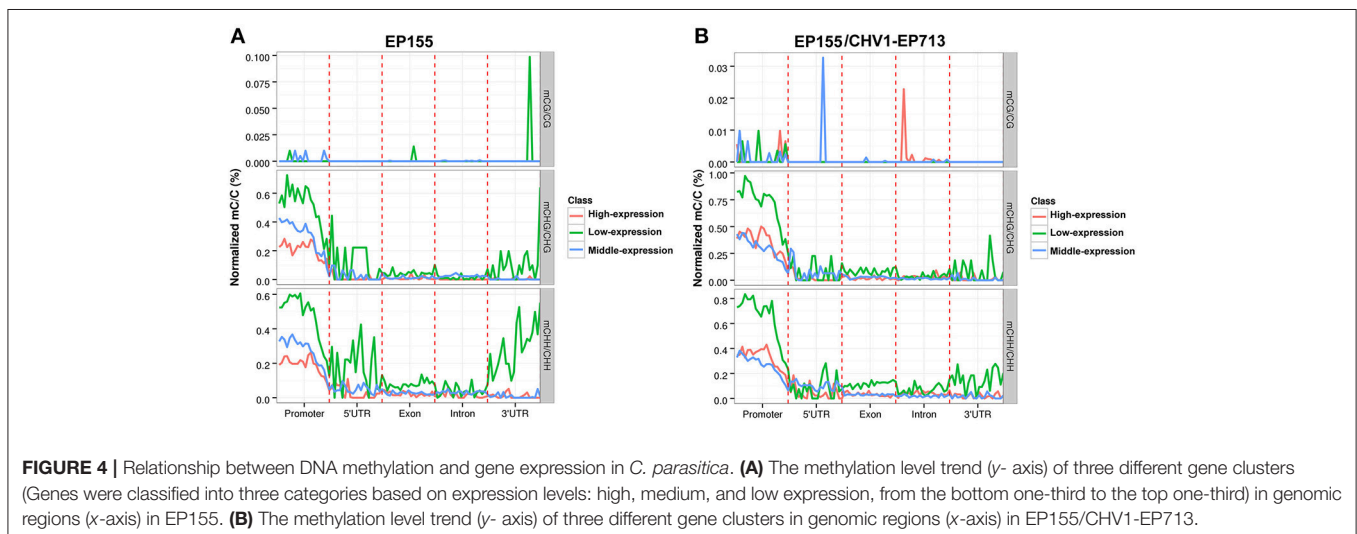 A
EP155
0.100
0.075
0.050
0.025
0.000
mCG/CG
0.6
0.4
0.2
0.0
mCHG/CHG
0.6
0.4
0.2
0.0
mCHH/CHH
Normalized mC/C (%)
Promoter 5'UTR Exon Intron 3'UTR
Class
High-expression
Low-expression
Middle-expression
B
EP155/CHV1-EP713
0.03
0.02
0.01
0.00
mCG/CG
1.00
0.75
0.50
0.25
0.00
mCHG/CHG
0.8
0.6
0.4
0.2
0.0
mCHH/CHH
Normalized mC/C (%)
Promoter 5'UTR Exon Intron 3'UTR
Class
High-expression
Low-expression
Middle-expression
FIGURE 4 | Relationship between DNA methylation and gene expression in C. parasitica. (A) The methylation level trend (y- axis) of three different gene clusters
(Genes were classified into three categories based on expression levels: high, medium, and low expression, from the bottom one-third to the top one-third) in genomic
regions (x-axis) in EP155. (B) The methylation level trend (y- axis) of three different gene clusters in genomic regions (x-axis) in EP155/CHV1-EP713.